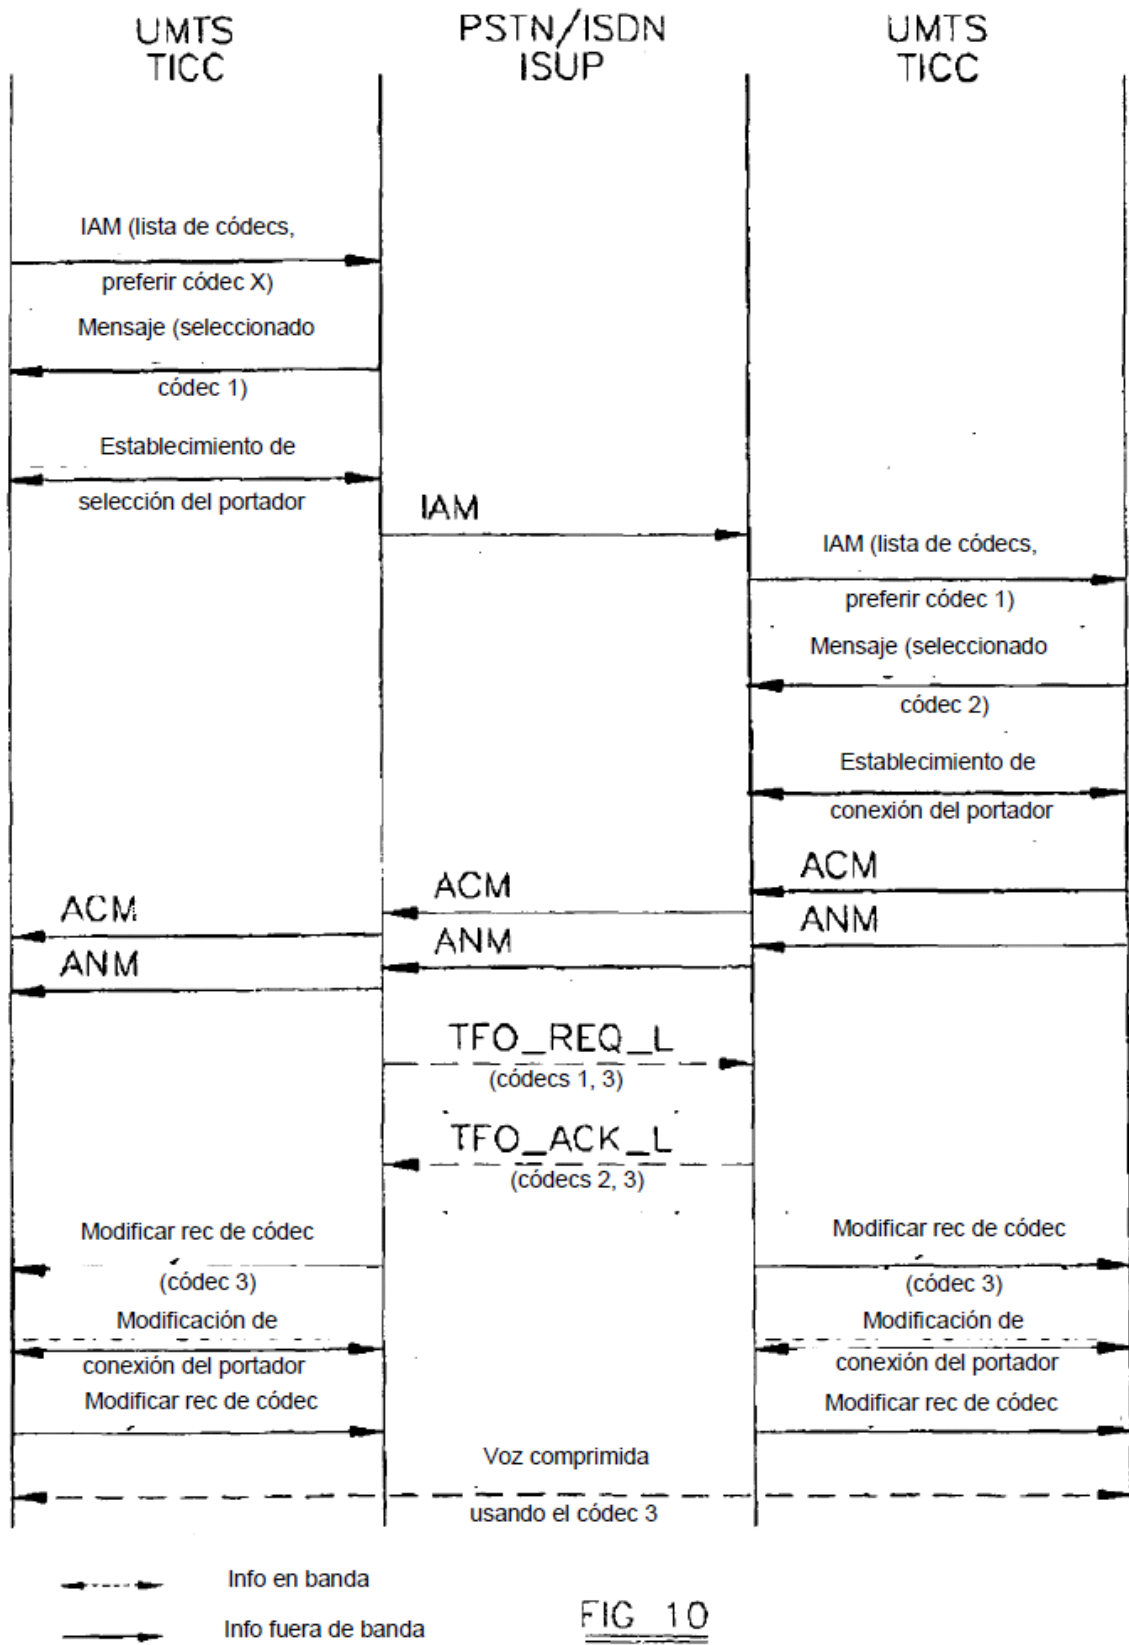 UMTS
TICC
PSTN/ISDN
ISUP
UMTS
TICC
IAM (lista de códecs,
preferir códec X)
Mensaje (seleccionado
códec 1)
Establecimiento de
selección del portador
IAM
IAM (lista de códecs,
preferir códec 1)
Mensaje (seleccionado
códec 2)
Establecimiento de
conexión del portador
ACM
ACM
ACM
ANM
ANM
ANM
TFO_REQ_L
(códecs 1, 3)
TFO_ACK_L
(códecs 2, 3)
Modificar rec de códec
(códec 3)
Modificar rec de códec
(códec 3)
Modificación de
conexión del portador
Modificación de
conexión del portador
Modificar rec de códec
Modificar rec de códec
Voz comprimida
usando el códec 3
Info en banda
Info fuera de banda
FIG 10